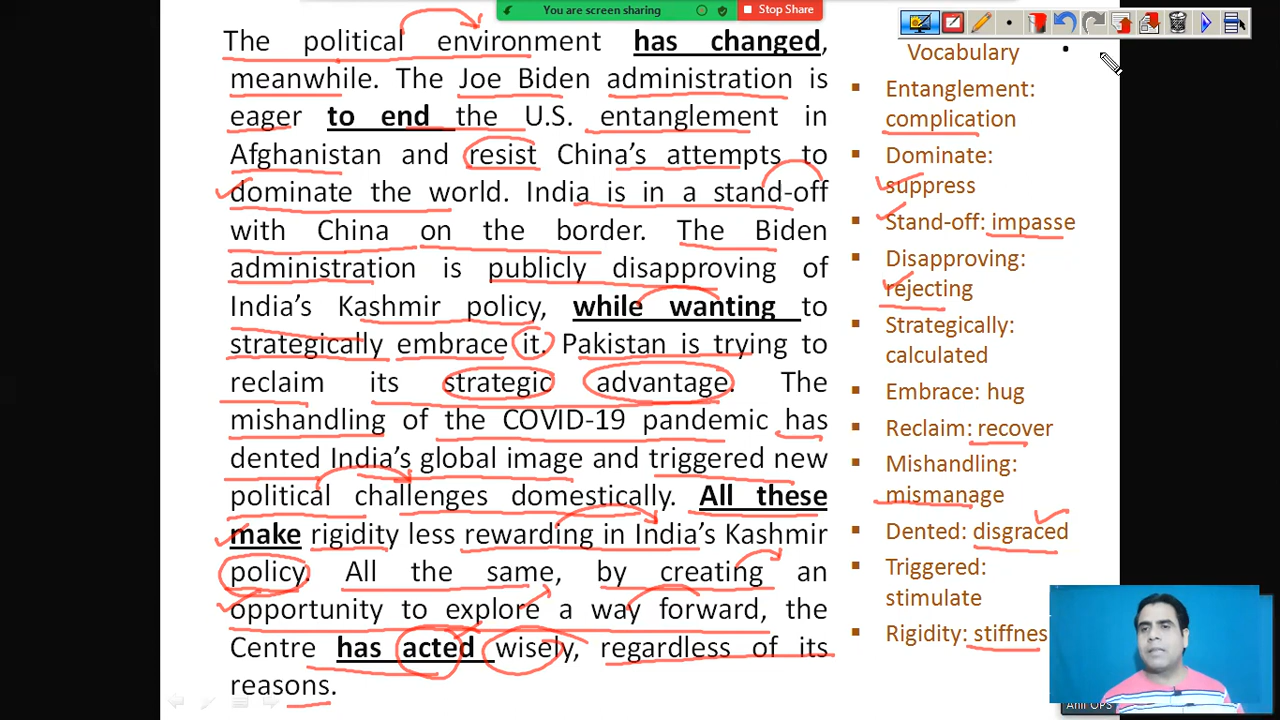 You are screen sharing
Stop Share
The political environment has changed,
meanwhile. The Joe Biden administration is
eager to end the U.S. entanglement in
Afghanistan and resist China's attempts to
dominate the world. India is in a stand-off
with China on the border. The Biden
administration is publicly disapproving of
India's Kashmir policy, while wanting to
strategically embrace it. Pakistan is trying to
reclaim its strategic advantage. The
mishandling of the COVID-19 pandemic has
dented India's global image and triggered new
political challenges domestically. All these
make rigidity less rewarding in India's Kashmir
policy. All the same, by creating an
opportunity to explore a way forward, the
Centre has acted wisely, regardless of its
reasons.
Vocabulary
▪ Entanglement:
complication
▪ Dominate:
suppress
▪ Stand-off: impasse
▪ Disapproving:
rejecting
▪ Strategically:
calculated
▪ Embrace: hug
▪ Reclaim: recover
▪ Mishandling:
mismanage
▪ Dented: disgraced
▪ Triggered:
stimulate
▪ Rigidity: stiffnes
Anil OPS